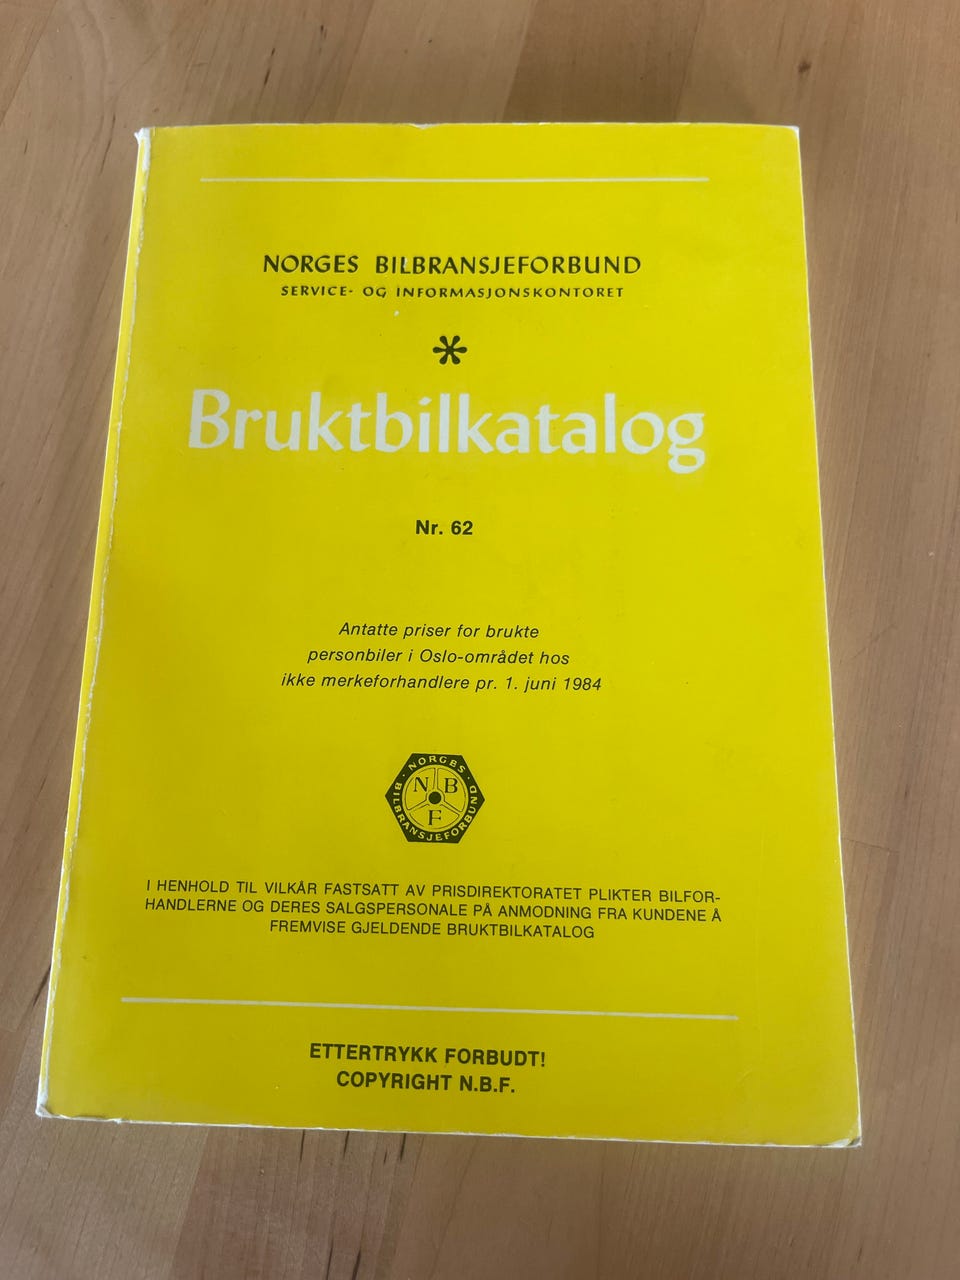 NORGES BILBRANSJEFORBUND
SERVICE- OG INFORMASJONSKONTORET
*
Bruktbilkatalog
Nr. 62
Antatte priser for brukte
personbiler i Oslo-området hos
ikke merkeforhandlere pr. 1. juni 1984
NORGES
BILBRANSJEFORBUND
N B
F
I HENHOLD TIL VILKÅR FASTSATT AV PRISDIREKTORATET PLIKTER BILFOR-
HANDLERNE OG DERES SALGSPERSONALE PÅ ANMODNING FRA KUNDENE Å
FREMVISE GJELDENDE BRUKTBILKATALOG
ETTERTRYKK FORBUDT!
COPYRIGHT N.B.F.